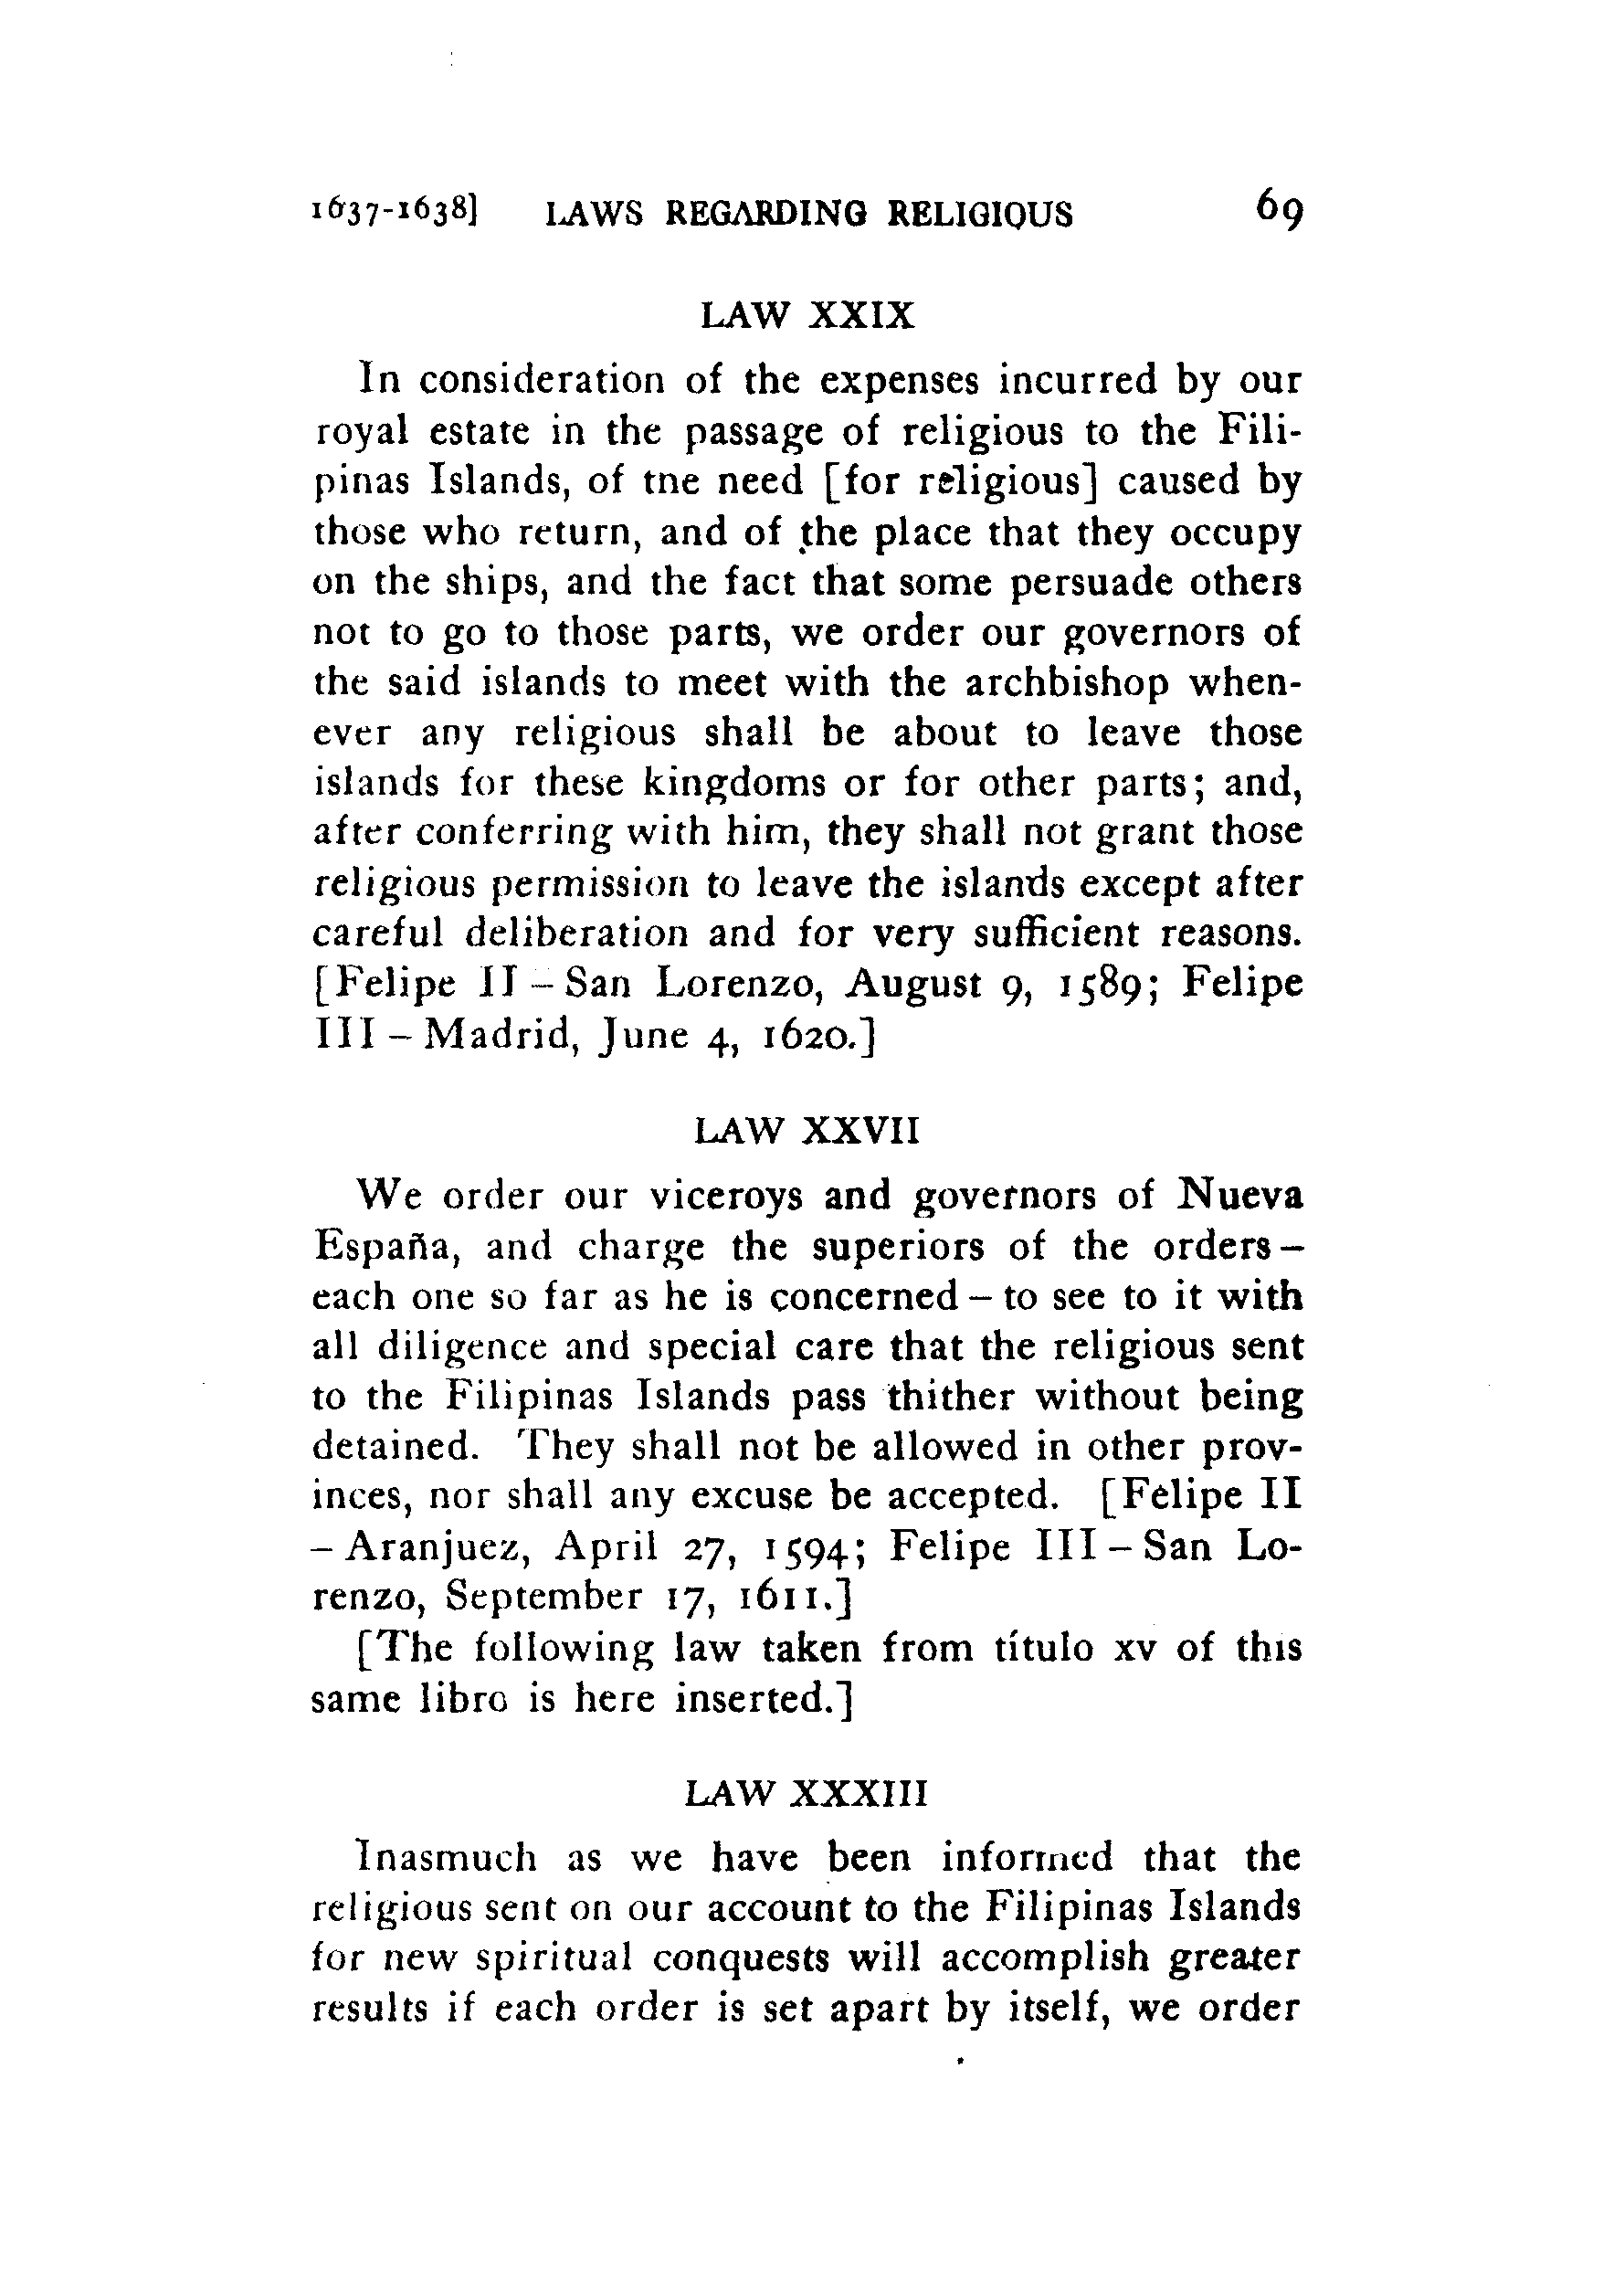 1637-1638] LAWS REGARDING RELIGIOUS 69
LAW XXIX
In consideration of the expenses incurred by our
royal estate in the passage of religious to the Fili-
pinas Islands, of tne need [for religious] caused by
those who return, and of the place that they occupy
on the ships, and the fact that some persuade others
not to go to those parts, we order our governors of
the said islands to meet with the archbishop when-
ever any religious shall be about to leave those
islands for these kingdoms or for other parts; and,
after conferring with him, they shall not grant those
religious permission to leave the islands except after
careful deliberation and for very sufficient reasons.
[Felipe II – San Lorenzo, August 9, 1589; Felipe
III – Madrid, June 4, 1620.]
LAW XXVII
We order our viceroys and governors of Nueva
España, and charge the superiors of the orders –
each one so far as he is concerned – to see to it with
all diligence and special care that the religious sent
to the Filipinas Islands pass thither without being
detained. They shall not be allowed in other prov-
inces, nor shall any excuse be accepted. [Felipe II
– Aranjuez, April 27, 1594; Felipe III – San Lo-
renzo, September 17, 1611.]
[The following law taken from título xv of this
same libro is here inserted.]
LAW XXXIII
Inasmuch as we have been informed that the
religious sent on our account to the Filipinas Islands
for new spiritual conquests will accomplish greater
results if each order is set apart by itself, we order